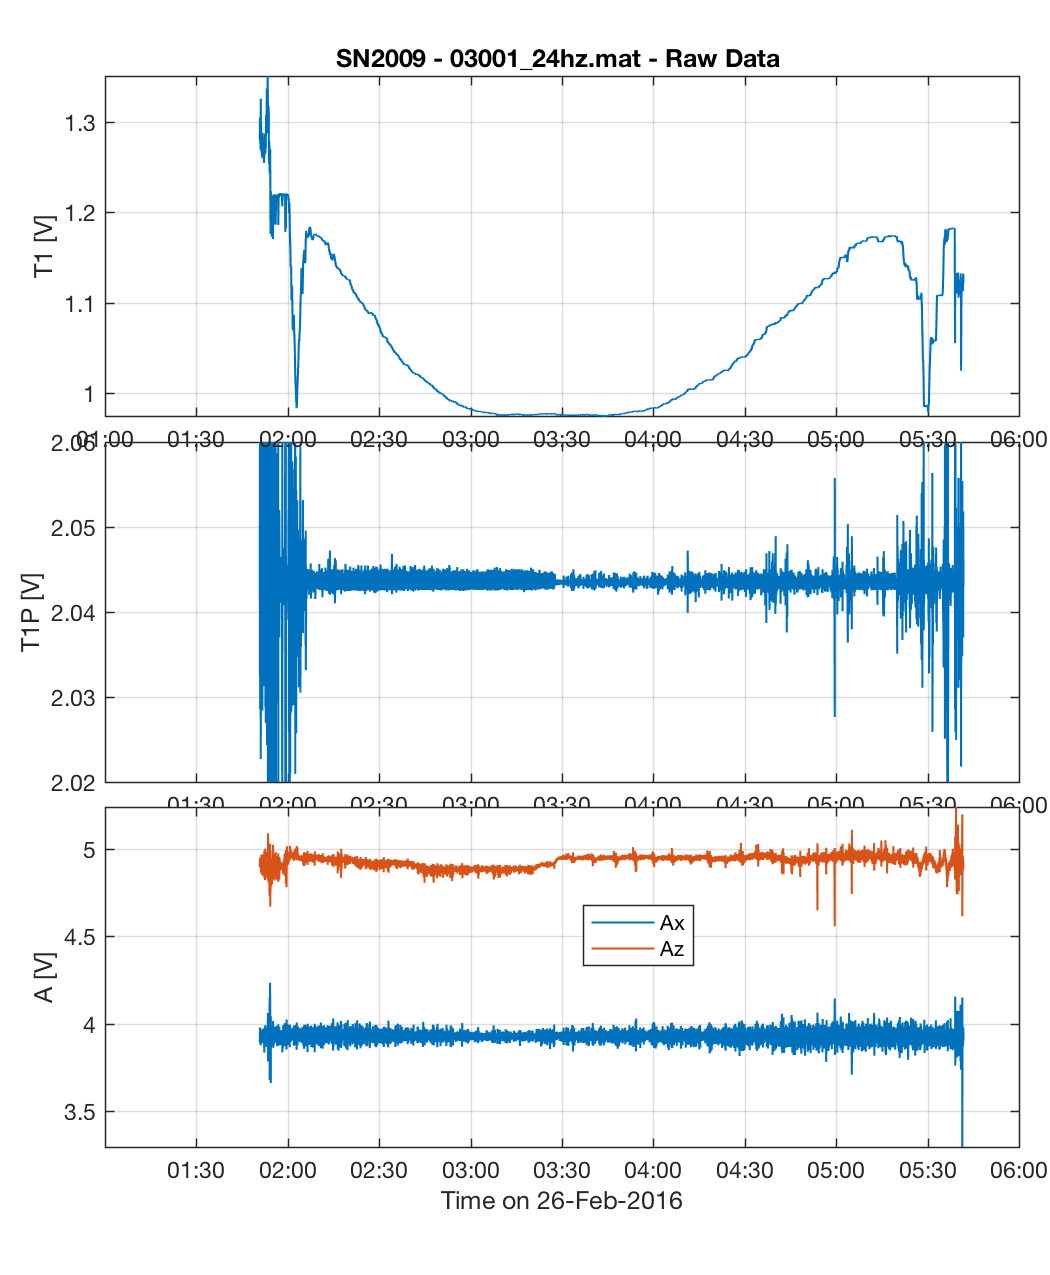 SN2009 - 03001_24hz.mat - Raw Data
T1 [V]
1.3
1.2
1.1
1
01:00 01:30 02:00 02:30 03:00 03:30 04:00 04:30 05:00 05:30 06:00
T1P [V]
2.06
2.05
2.04
2.03
2.02
01:30 02:00 02:30 03:00 03:30 04:00 04:30 05:00 05:30 06:00
A [V]
5
4.5
4
3.5
Ax
Az
01:30 02:00 02:30 03:00 03:30 04:00 04:30 05:00 05:30 06:00
Time on 26-Feb-2016